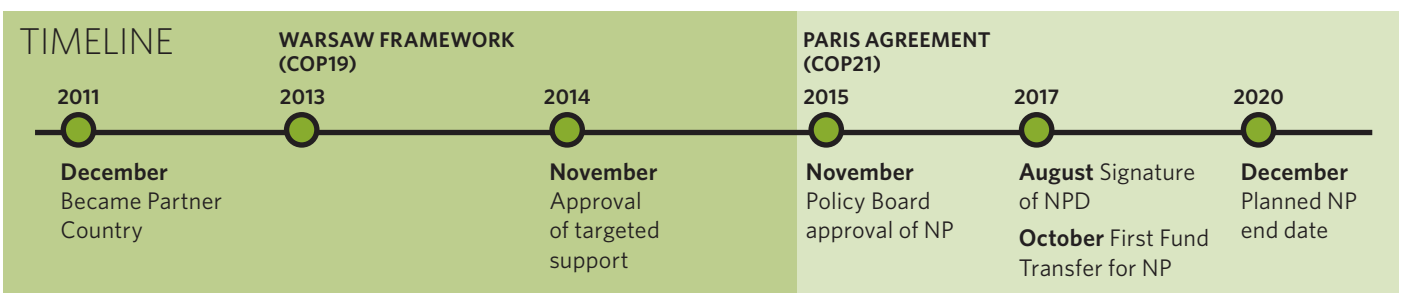 TIMELINE
WARSAW FRAMEWORK
(COP19)
PARIS AGREEMENT
(COP21)
2011
2013
2014
2015
2017
2020
December
Became Partner
Country
November
Approval
of targeted
support
November
Policy Board
approval of NP
August Signature
of NPD
October First Fund
Transfer for NP
December
Planned NP
end date